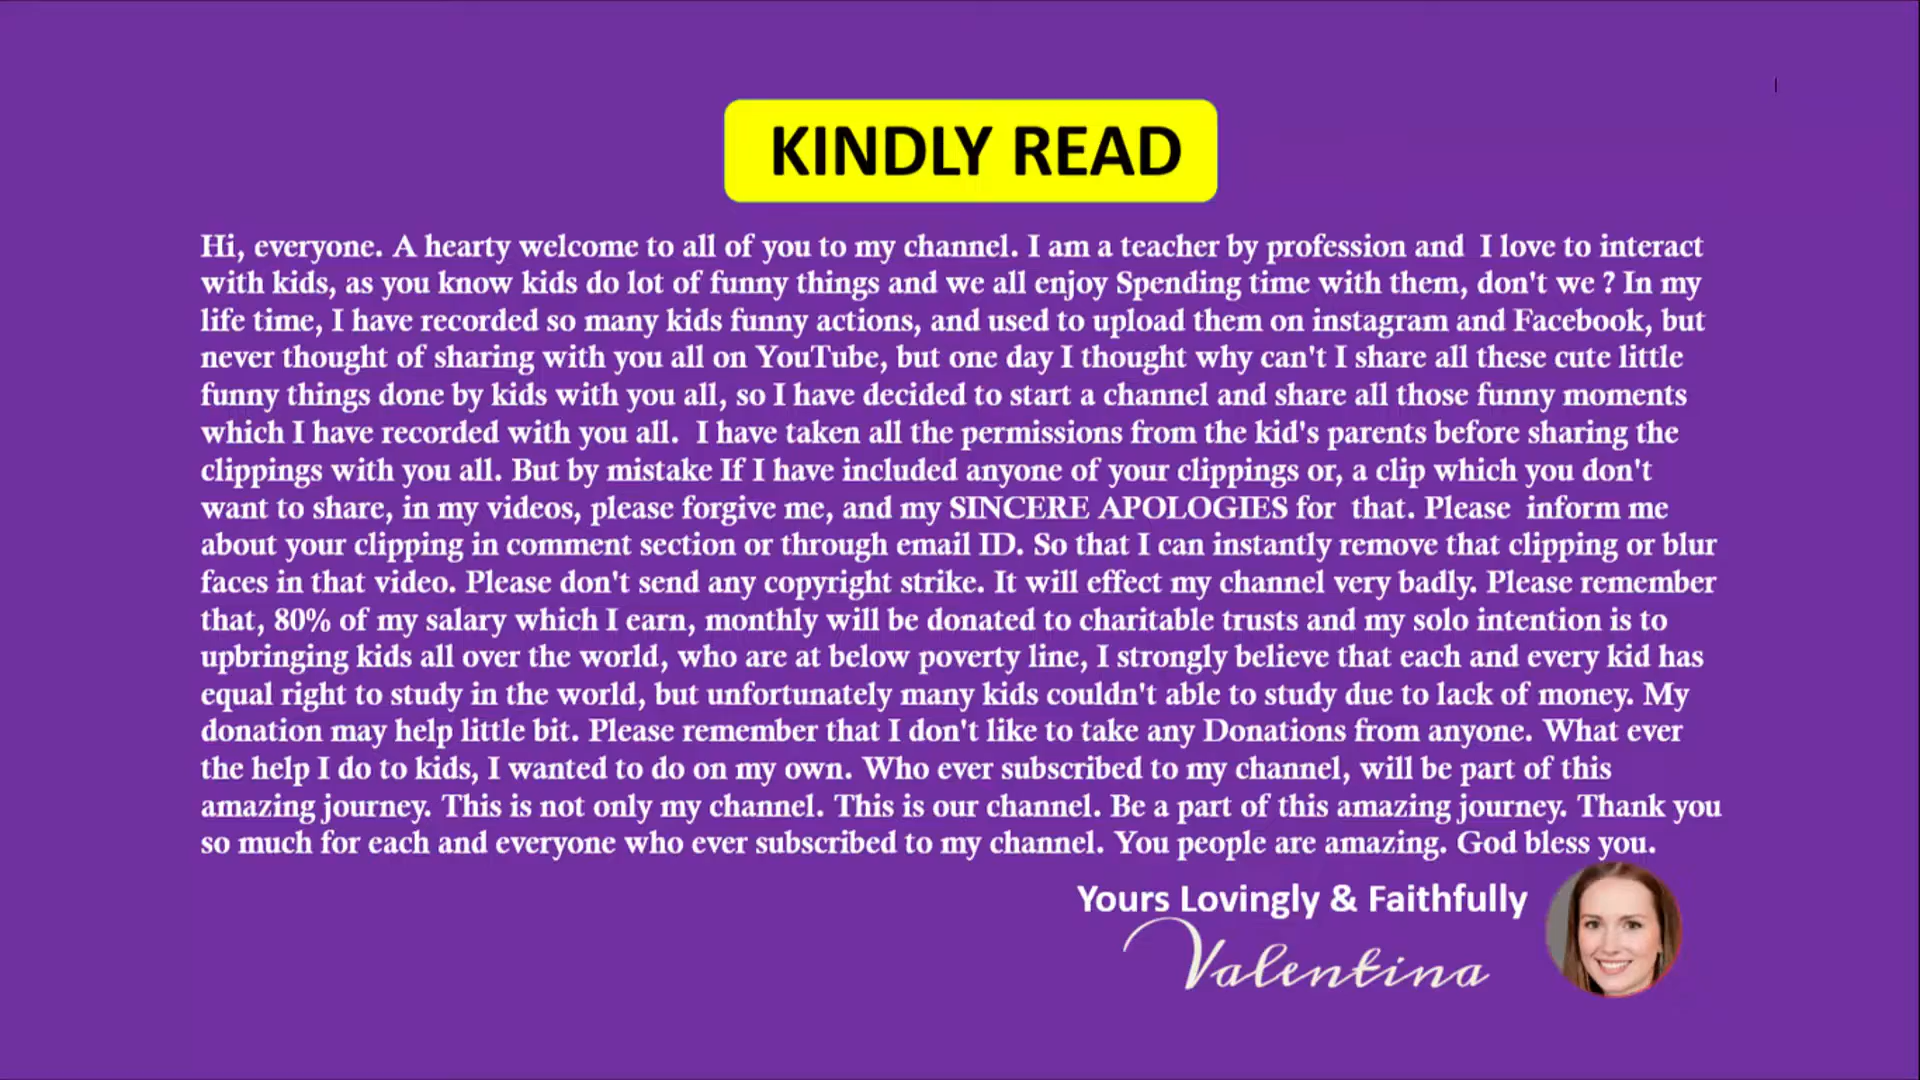 KINDLY READ
Hi, everyone. A hearty welcome to all of you to my channel. I am a teacher by profession and  I love to interact
with kids, as you know kids do lot of funny things and we all enjoy Spending time with them, don't we ? In my
life time, I have recorded so many kids funny actions, and used to upload them on instagram and Facebook, but
never thought of sharing with you all on YouTube, but one day I thought why can't I share all these cute little
funny things done by kids with you all, so I have decided to start a channel and share all those funny moments
which I have recorded with you all.  I have taken all the permissions from the kid's parents before sharing the
clippings with you all. But by mistake If I have included anyone of your clippings or, a clip which you don't
want to share, in my videos, please forgive me, and my SINCERE APOLOGIES for  that. Please  inform me
about your clipping in comment section or through email ID. So that I can instantly remove that clipping or blur
faces in that video. Please don't send any copyright strike. It will effect my channel very badly. Please remember
that, 80% of my salary which I earn, monthly will be donated to charitable trusts and my solo intention is to
upbringing kids all over the world, who are at below poverty line, I strongly believe that each and every kid has
equal right to study in the world, but unfortunately many kids couldn't able to study due to lack of money. My
donation may help little bit. Please remember that I don't like to take any Donations from anyone. What ever
the help I do to kids, I wanted to do on my own. Who ever subscribed to my channel, will be part of this
amazing journey. This is not only my channel. This is our channel. Be a part of this amazing journey. Thank you
so much for each and everyone who ever subscribed to my channel. You people are amazing. God bless you.
Yours Lovingly & Faithfully
Valentina